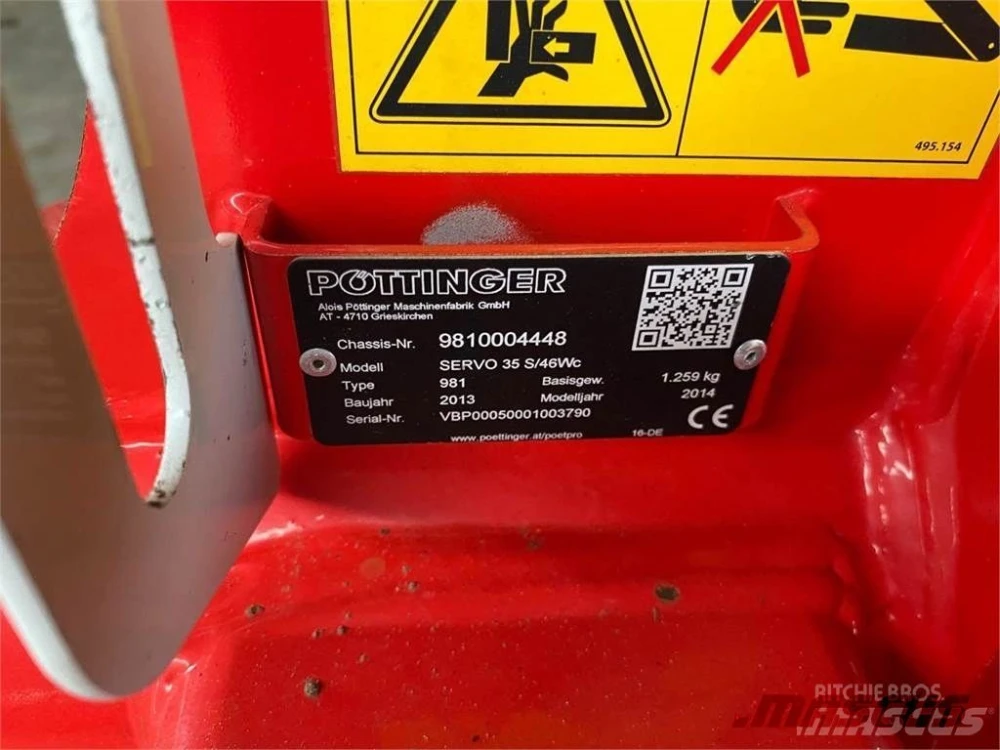 495.154
PÖTTINGER
Alois Pöttinger Maschinenfabrik GmbH
AT - 4710 Grieskirchen
Chassis-Nr. 9810004448
Modell SERVO 35 S/46Wc
Type 981 Basisgew. 1.259 kg
Baujahr 2013 Modelljahr 2014
Serial-Nr. VBP00050001003790 CE
www.poettinger.at/poetpro 16-DE
RITCHIE BROS.
MASCUS